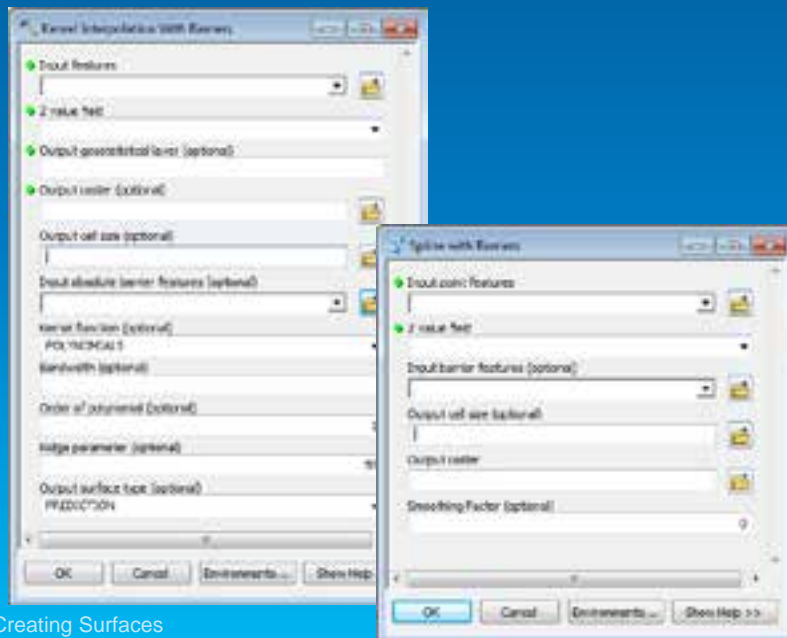 Kernel Interpolation With Barriers
Input features
Z value field
Output geostatistical layer (optional)
Output raster (optional)
Output cell size (optional)
Input absolute barrier features (optional)
Kernel function (optional)
POLYNOMIAL5
Bandwidth (optional)
Order of polynomial (optional)
Ridge parameter (optional)
Output surface type (optional)
PREDICTION
OK Cancel Environments... Show Help
Spline with Barriers
Input point features
Z value field
Input barrier features (optional)
Output cell size (optional)
Output raster
Smoothing Factor (optional)
0
OK Cancel Environments... Show Help >>
Creating Surfaces